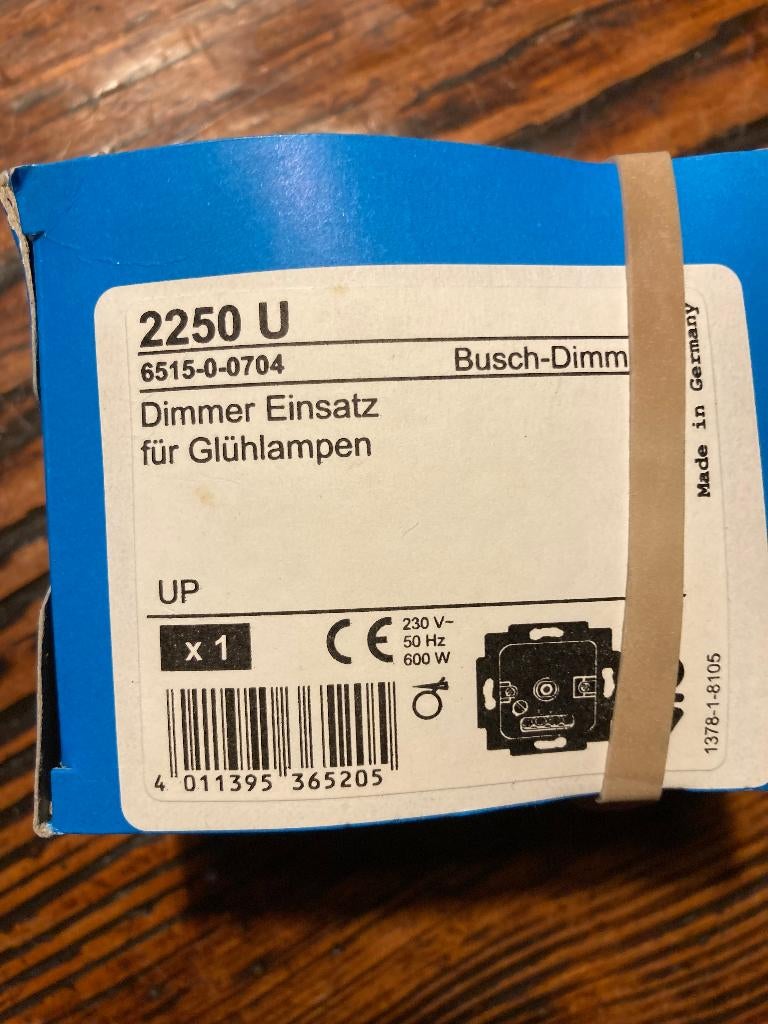 2250 U
6515-0-0704
Busch-Dimm
Dimmer Einsatz
für Glühlampen
UP
x 1
CE
230 V~
50 Hz
600 W
4 011395 365205
Made in Germany
1378-1-8105